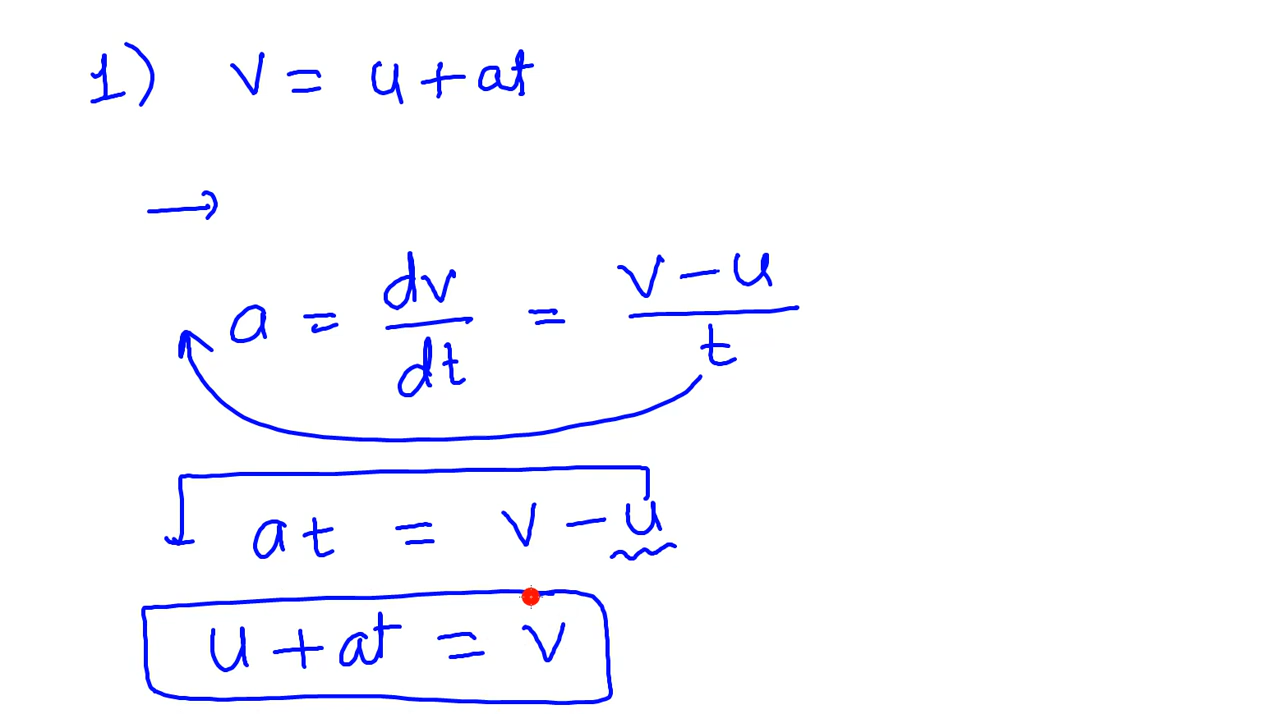 1) v = u + at
→
a = dv/dt = v - u/t
at = v - u
u + at = v